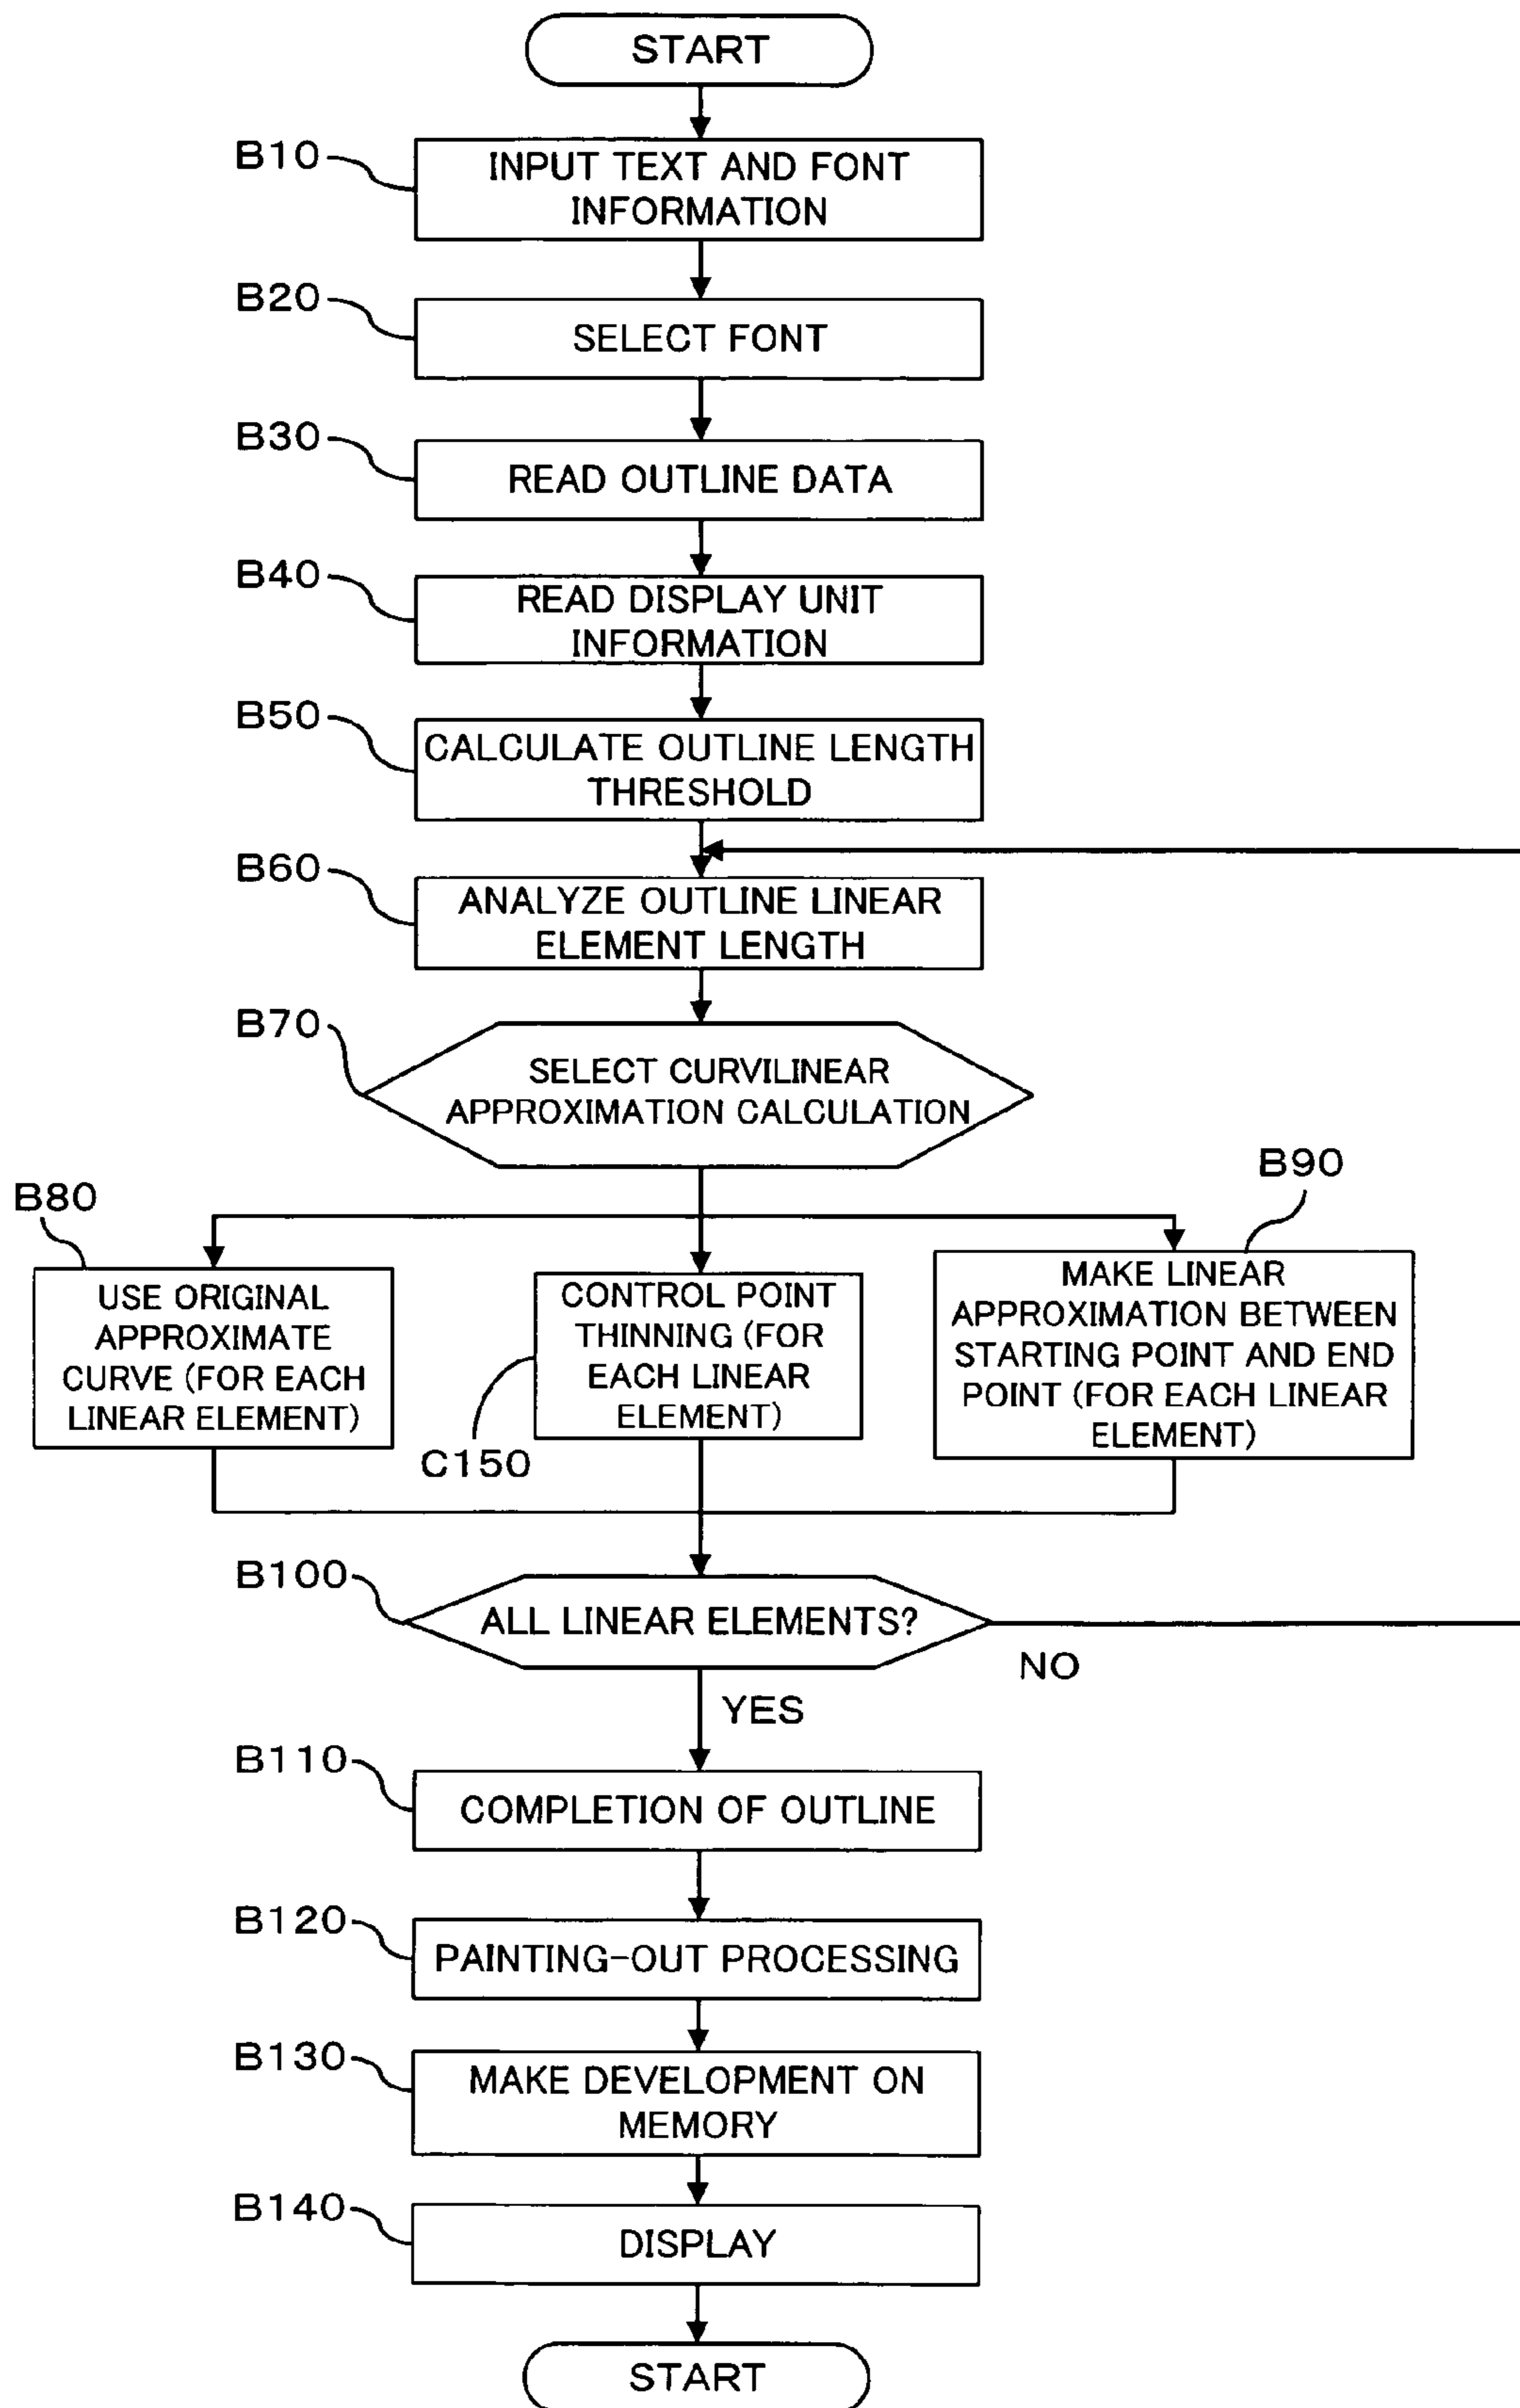 START
B10
INPUT TEXT AND FONT
INFORMATION
B20
SELECT FONT
B30
READ OUTLINE DATA
B40
READ DISPLAY UNIT
INFORMATION
B50
CALCULATE OUTLINE LENGTH
THRESHOLD
B60
ANALYZE OUTLINE LINEAR
ELEMENT LENGTH
B70
SELECT CURVILINEAR
APPROXIMATION CALCULATION
B80
USE ORIGINAL
APPROXIMATE
CURVE (FOR EACH
LINEAR ELEMENT)
C150
CONTROL POINT
THINNING (FOR
EACH LINEAR
ELEMENT)
B90
MAKE LINEAR
APPROXIMATION BETWEEN
STARTING POINT AND END
POINT (FOR EACH LINEAR
ELEMENT)
B100
ALL LINEAR ELEMENTS?
NO
YES
B110
COMPLETION OF OUTLINE
B120
PAINTING-OUT PROCESSING
B130
MAKE DEVELOPMENT ON
MEMORY
B140
DISPLAY
START